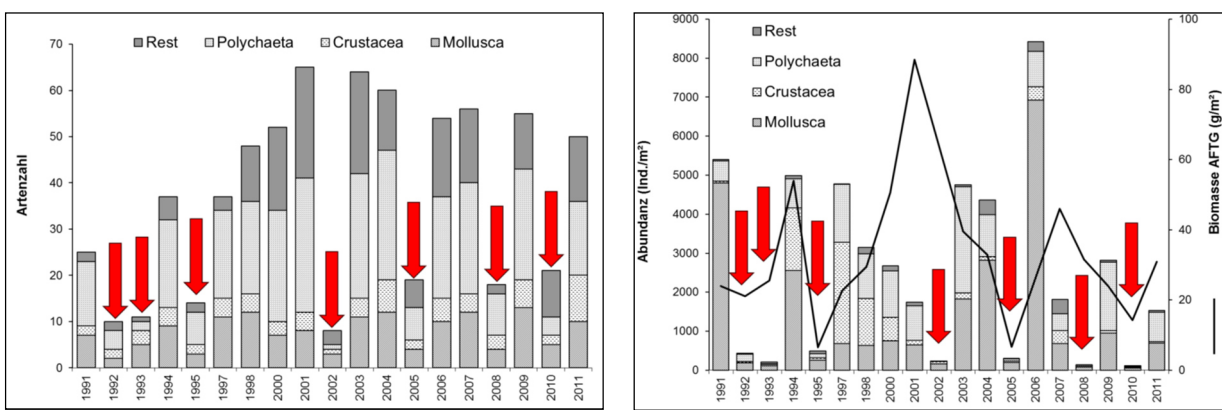 70
60
50
40
30
20
10
0
Artenzahl
Rest Polychaeta Crustacea Mollusca
1991 1992 1993 1994 1995 1997 1998 2000 2001 2002 2003 2004 2005 2006 2007 2008 2009 2010 2011
9000
8000
7000
6000
5000
4000
3000
2000
1000
0
Abundanz (Ind./m²)
Rest
Polychaeta
Crustacea
Mollusca
100
80
60
40
20
0
Biomasse AFTG (g/m²)
1991 1992 1993 1994 1995 1997 1998 2000 2001 2002 2003 2004 2005 2006 2007 2008 2009 2010 2011